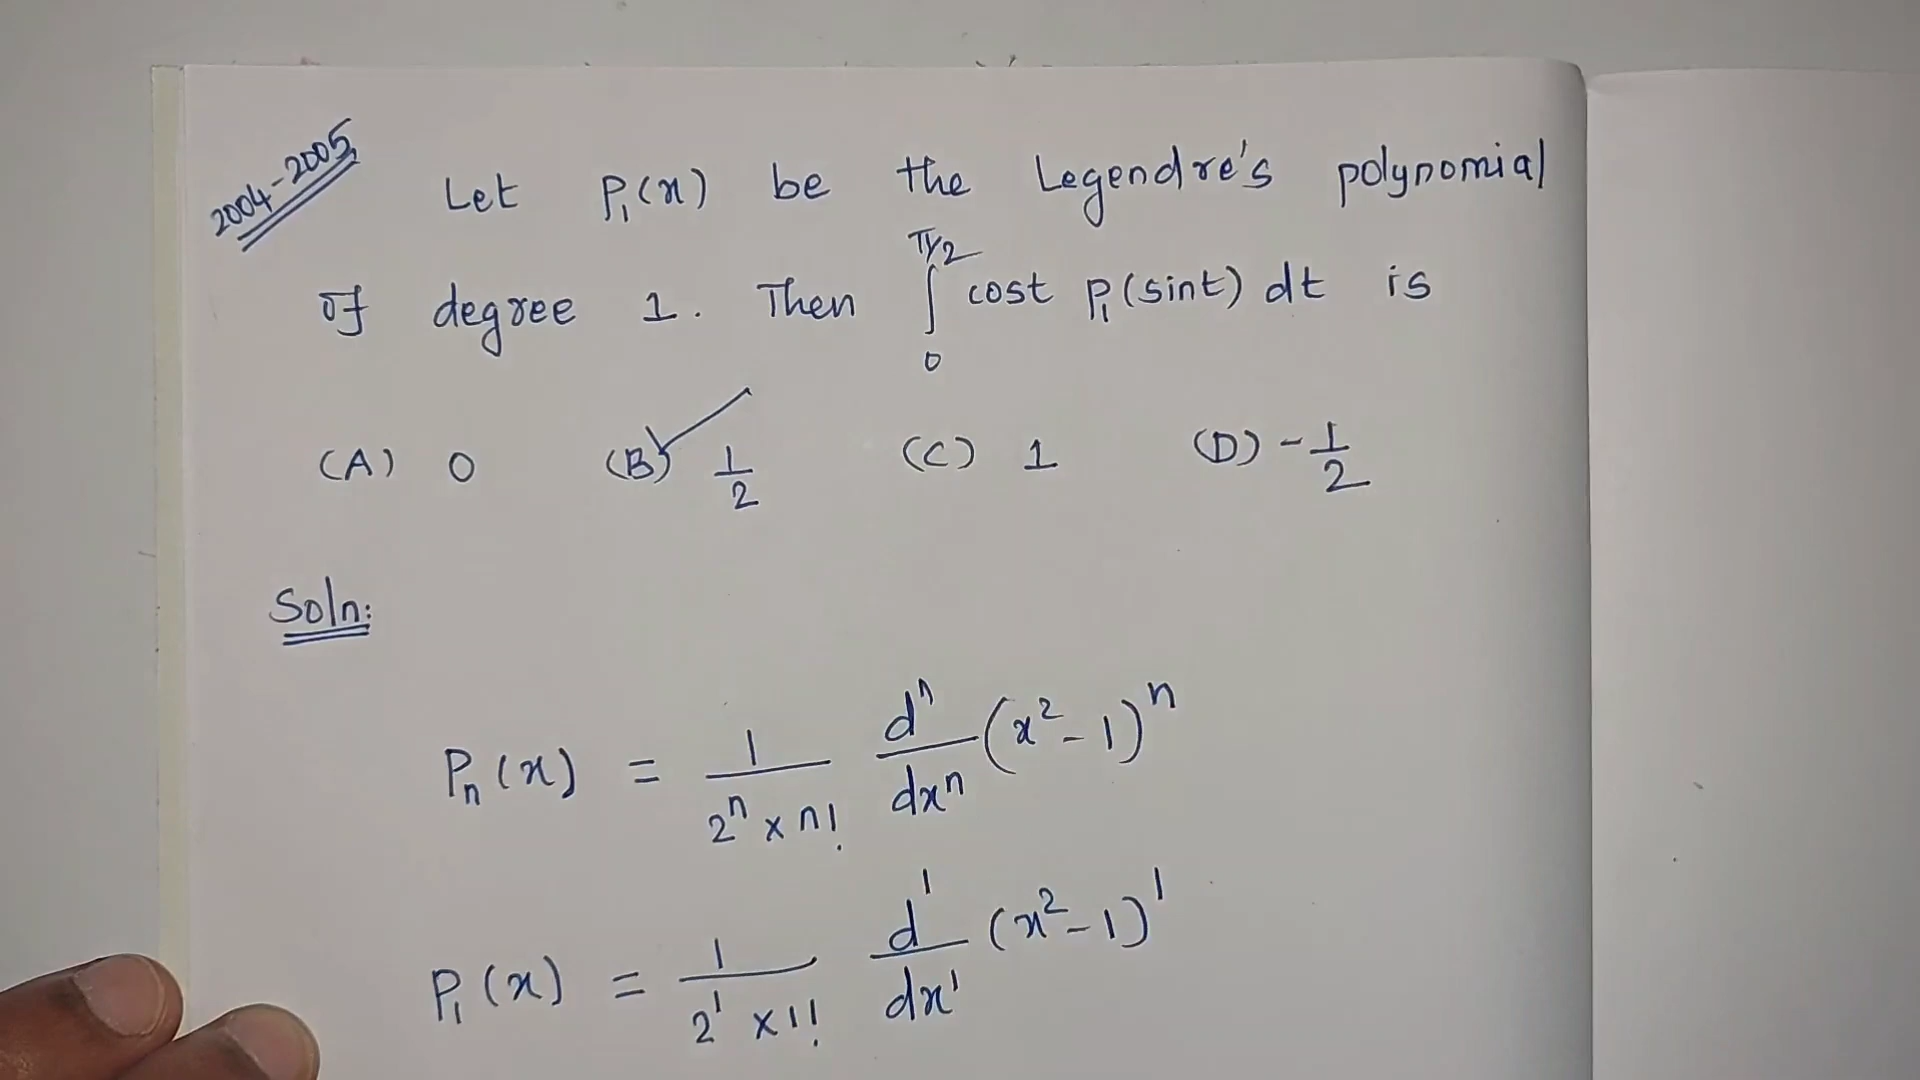 2004-2005
Let P₁(x) be the Legendre's polynomial
of degree 1. Then ∫₀^(π/2) cost P₁(sint) dt is
(A) 0 (B) ✓ 1/2 (C) 1 (D) -1/2
Soln:
Pₙ(x) = 1/(2ⁿ × n!) dⁿ/dxⁿ (x² - 1)ⁿ
P₁(x) = 1/(2¹ × 1!) d¹/dx¹ (x² - 1)¹